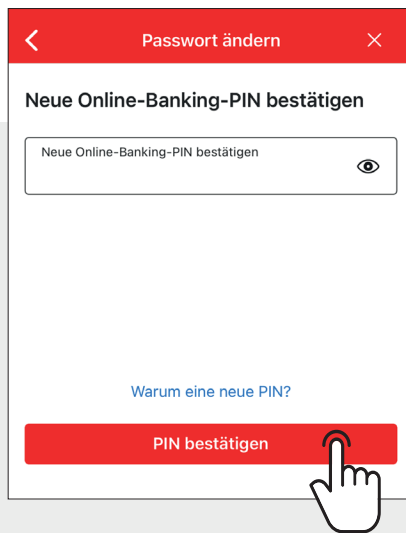 Passwort ändern
Neue Online-Banking-PIN bestätigen
Neue Online-Banking-PIN bestätigen
Warum eine neue PIN?
PIN bestätigen